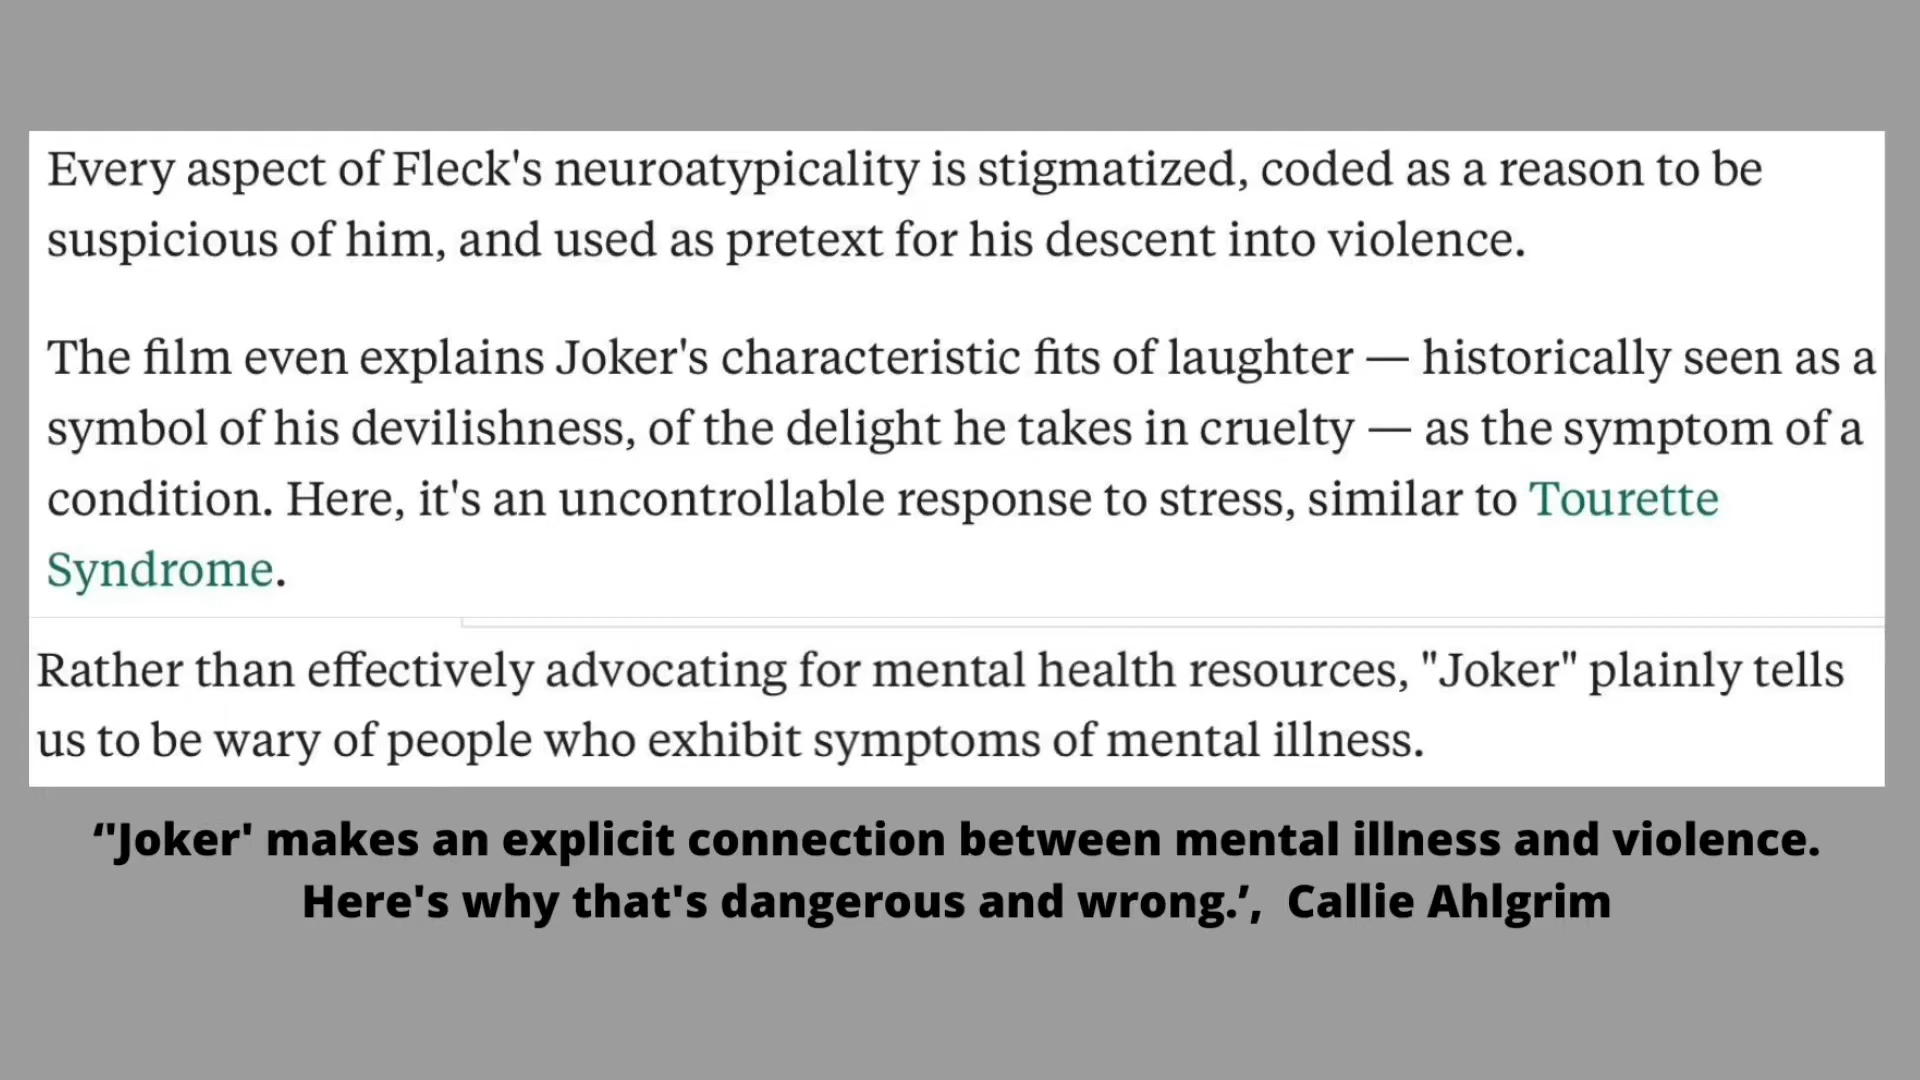 Every aspect of Fleck's neuroatypicality is stigmatized, coded as a reason to be
suspicious of him, and used as pretext for his descent into violence.
The film even explains Joker's characteristic fits of laughter — historically seen as a
symbol of his devilishness, of the delight he takes in cruelty — as the symptom of a
condition. Here, it's an uncontrollable response to stress, similar to Tourette
Syndrome.
Rather than effectively advocating for mental health resources, "Joker" plainly tells
us to be wary of people who exhibit symptoms of mental illness.
‘'Joker' makes an explicit connection between mental illness and violence.
Here's why that's dangerous and wrong.’, Callie Ahlgrim